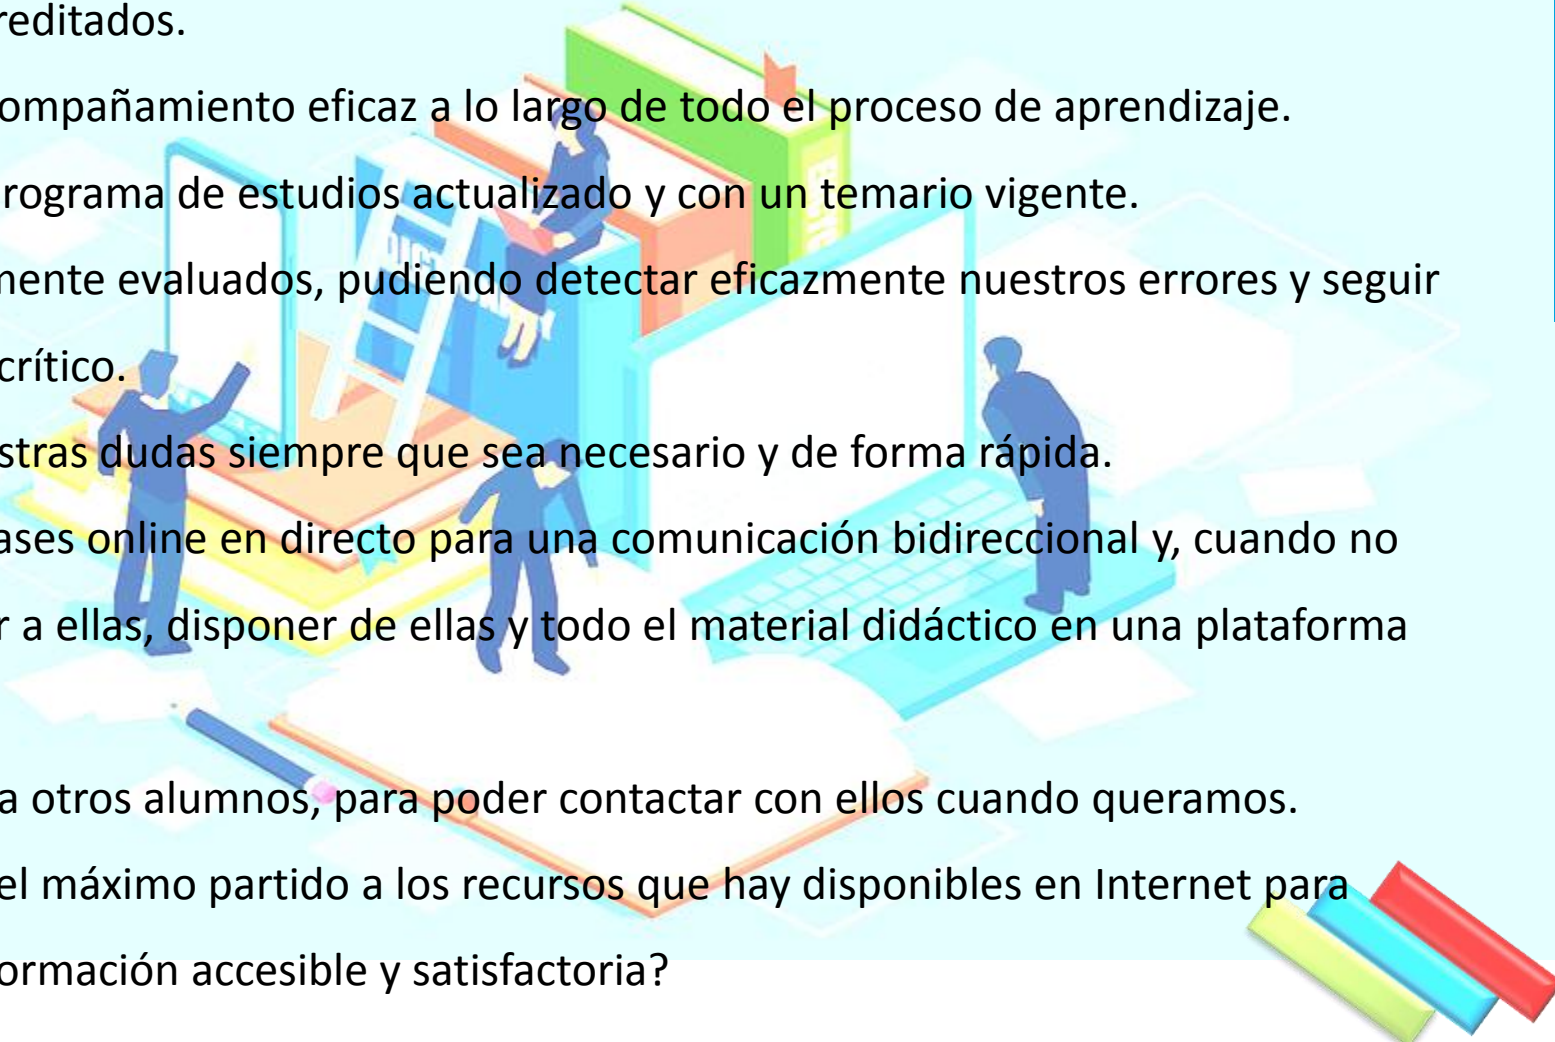 reditados.
ompañamiento eficaz a lo largo de todo el proceso de aprendizaje.
rograma de estudios actualizado y con un temario vigente.
mente evaluados, pudiendo detectar eficazmente nuestros errores y seguir
crítico.
stras dudas siempre que sea necesario y de forma rápida.
ases online en directo para una comunicación bidireccional y, cuando no
r a ellas, disponer de ellas y todo el material didáctico en una plataforma
a otros alumnos, para poder contactar con ellos cuando queramos.
el máximo partido a los recursos que hay disponibles en Internet para
ormación accesible y satisfactoria?